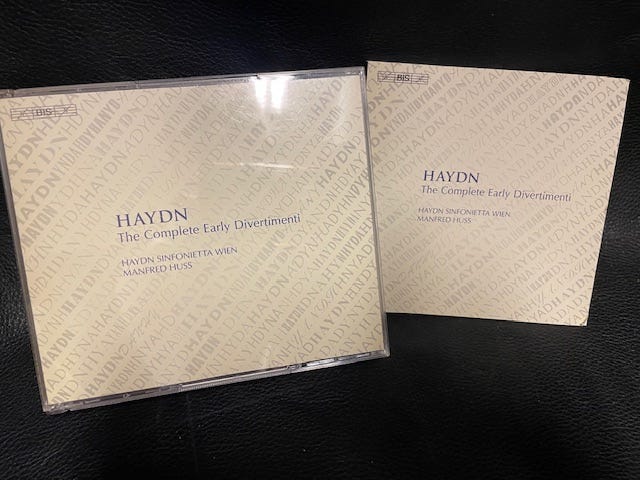 BIS
HAYDN
The Complete Early Divertimenti
HAYDN SINFONIETTA WIEN
MANFRED HUSS
BIS
HAYDN
The Complete Early Divertimenti
HAYDN SINFONIETTA WIEN
MANFRED HUSS